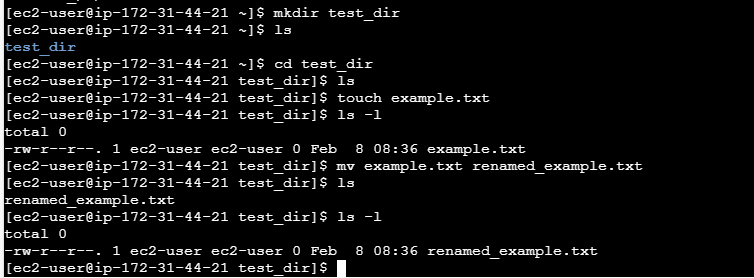 [ec2-user@ip-172-31-44-21 ~]$ mkdir test_dir
[ec2-user@ip-172-31-44-21 ~]$ ls
test_dir
[ec2-user@ip-172-31-44-21 ~]$ cd test_dir
[ec2-user@ip-172-31-44-21 test_dir]$ ls
[ec2-user@ip-172-31-44-21 test_dir]$ touch example.txt
[ec2-user@ip-172-31-44-21 test_dir]$ ls -l
total 0
-rw-r--r--. 1 ec2-user ec2-user 0 Feb  8 08:36 example.txt
[ec2-user@ip-172-31-44-21 test_dir]$ mv example.txt renamed_example.txt
[ec2-user@ip-172-31-44-21 test_dir]$ ls
renamed_example.txt
[ec2-user@ip-172-31-44-21 test_dir]$ ls -l
total 0
-rw-r--r--. 1 ec2-user ec2-user 0 Feb  8 08:36 renamed_example.txt
[ec2-user@ip-172-31-44-21 test_dir]$